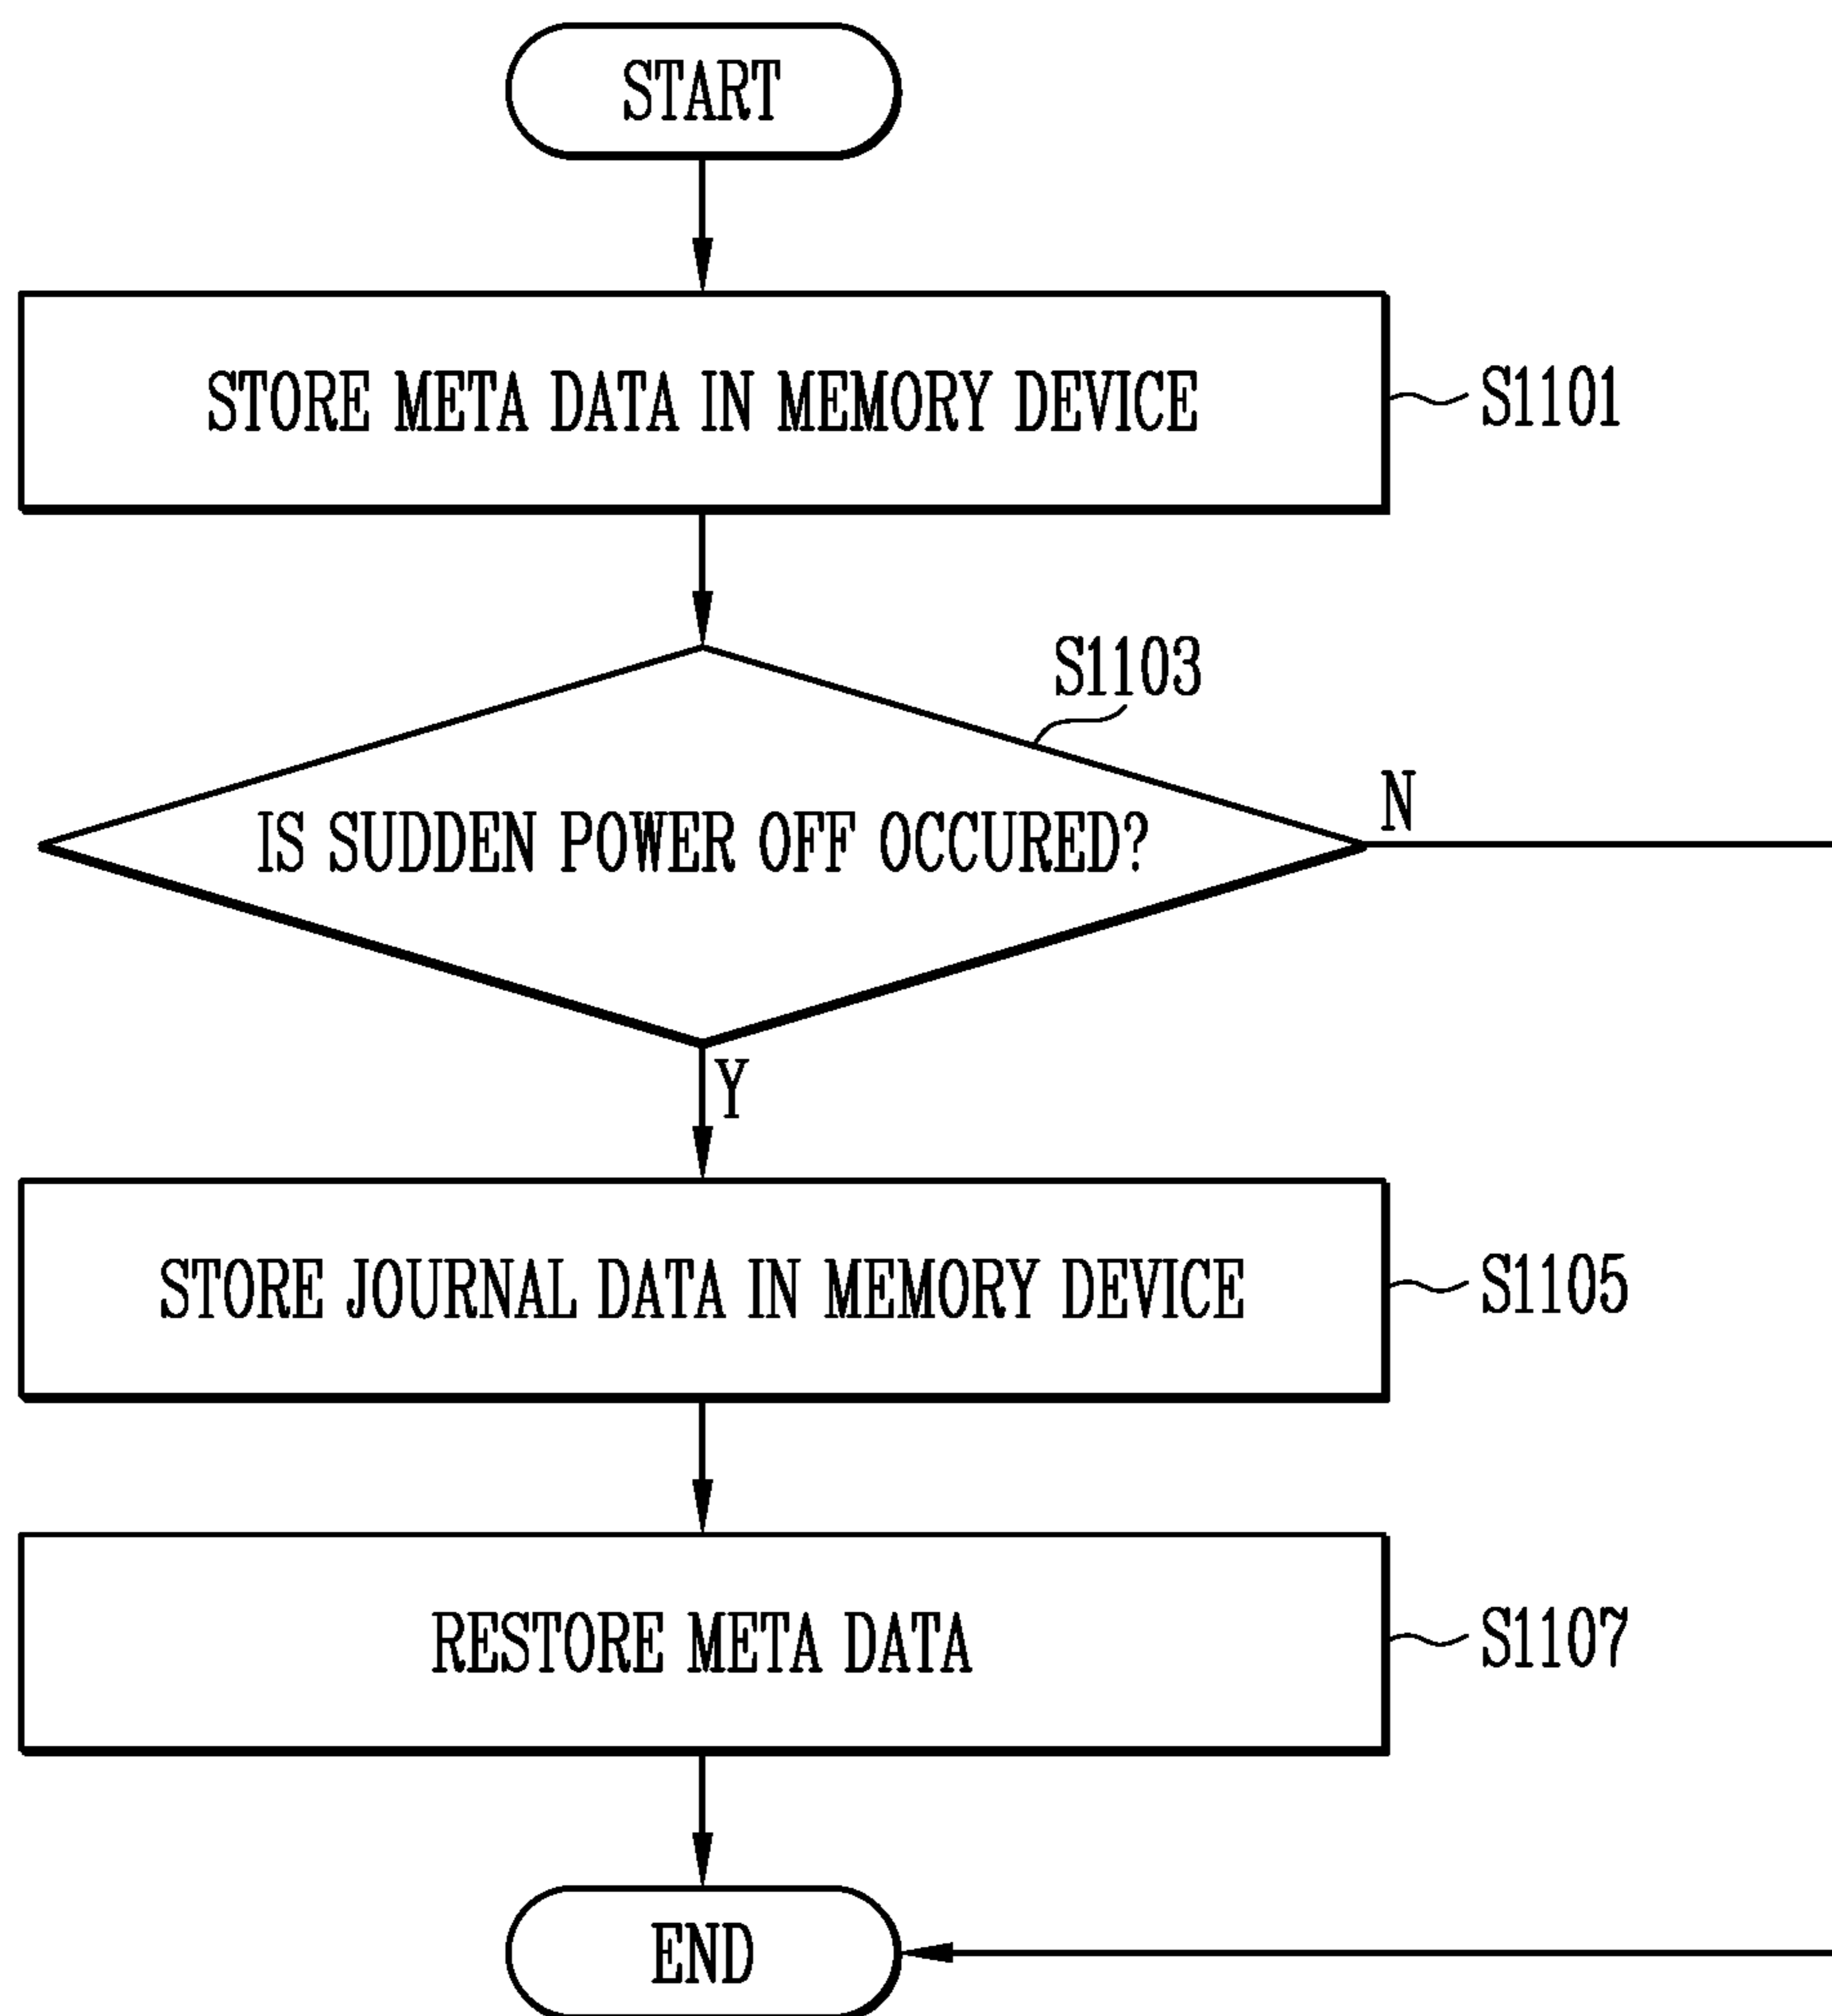 START
STORE META DATA IN MEMORY DEVICE
S1101
S1103
IS SUDDEN POWER OFF OCCURED?
N
Y
STORE JOURNAL DATA IN MEMORY DEVICE
S1105
RESTORE META DATA
S1107
END